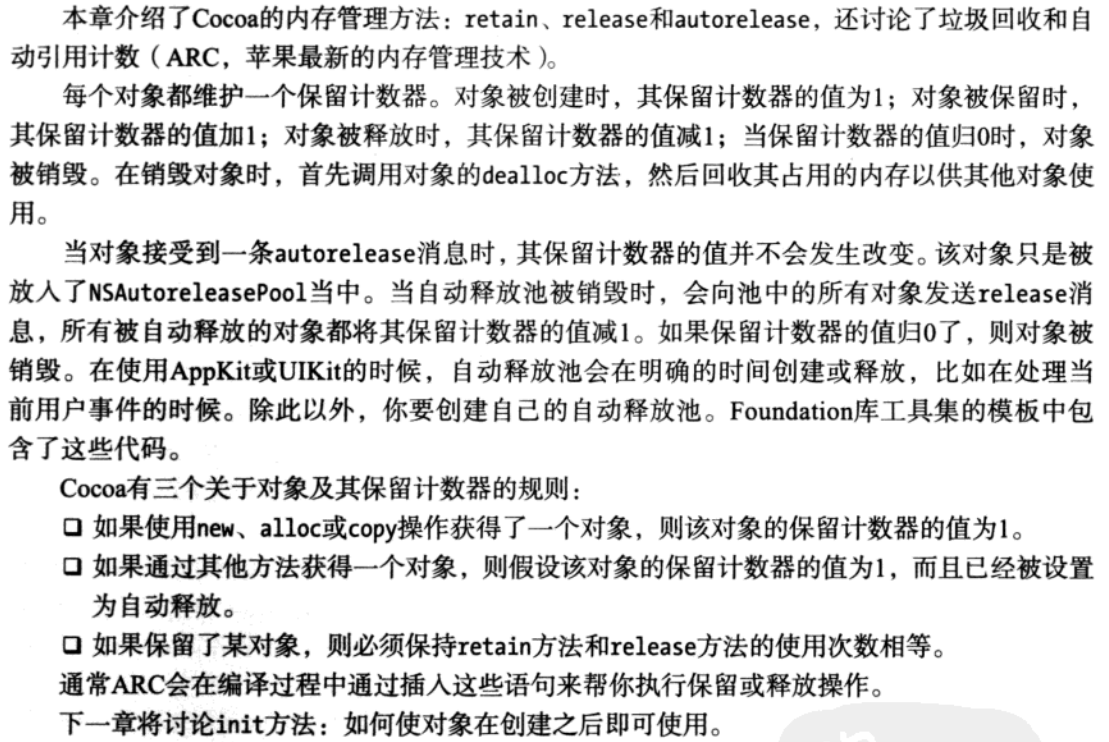 本章介绍了Cocoa的内存管理方法：retain、release和autorelease，还讨论了垃圾回收和自
动引用计数（ARC，苹果最新的内存管理技术）。
每个对象都维护一个保留计数器。对象被创建时，其保留计数器的值为1；对象被保留时，
其保留计数器的值加1；对象被释放时，其保留计数器的值减1；当保留计数器的值归0时，对象
被销毁。在销毁对象时，首先调用对象的dealloc方法，然后回收其占用的内存以供其他对象使
用。
当对象接受到一条autorelease消息时，其保留计数器的值并不会发生改变。该对象只是被
放入了NSAutoreleasePool当中。当自动释放池被销毁时，会向池中的所有对象发送release消
息，所有被自动释放的对象都将其保留计数器的值减1。如果保留计数器的值归0了，则对象被
销毁。在使用AppKit或UIKit的时候，自动释放池会在明确的时间创建或释放，比如在处理当
前用户事件的时候。除此以外，你要创建自己的自动释放池。Foundation库工具集的模板中包
含了这些代码。
Cocoa有三个关于对象及其保留计数器的规则：
❑ 如果使用new、alloc或copy操作获得了一个对象，则该对象的保留计数器的值为1。
❑ 如果通过其他方法获得一个对象，则假设该对象的保留计数器的值为1，而且已经被设置
为自动释放。
❑ 如果保留了某对象，则必须保持retain方法和release方法的使用次数相等。
通常ARC会在编译过程中通过插入这些语句来帮你执行保留或释放操作。
下一章将讨论init方法：如何使对象在创建之后即可使用。